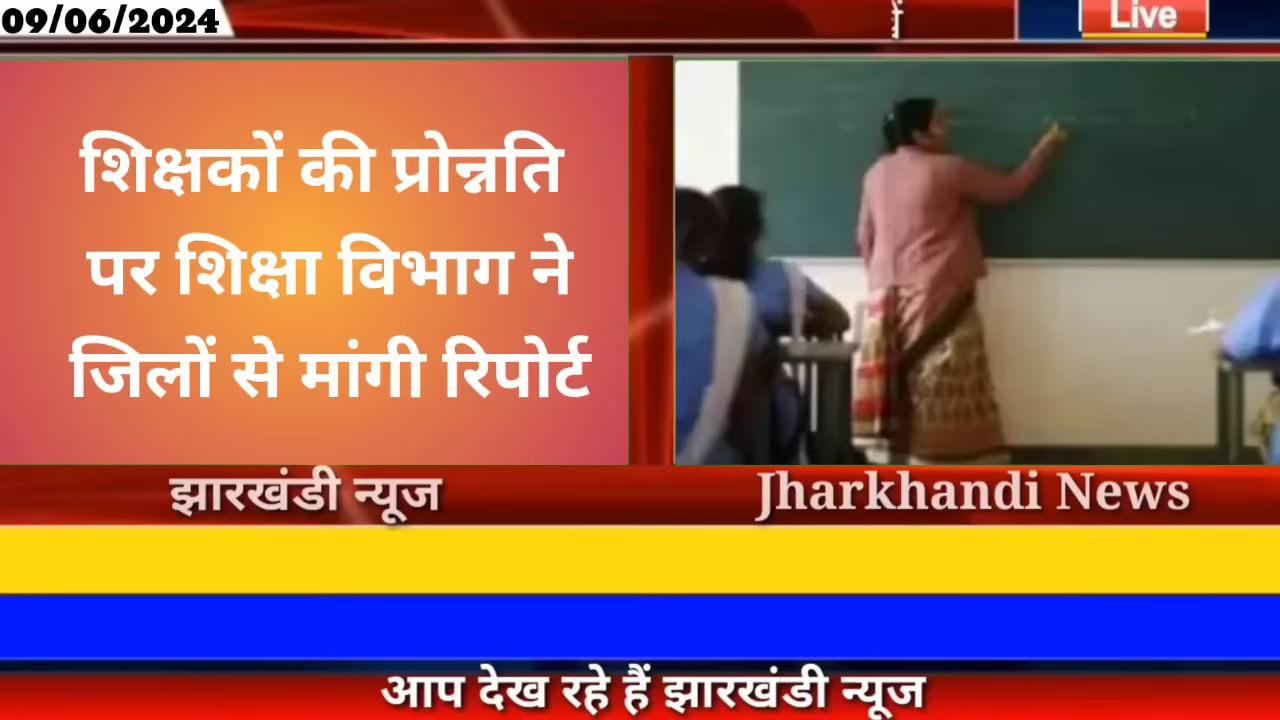 09/06/2024
Live
शिक्षकों की प्रोन्नति
पर शिक्षा विभाग ने
जिलों से मांगी रिपोर्ट
झारखंडी न्यूज
Jharkhandi News
आप देख रहे हैं झारखंडी न्यूज